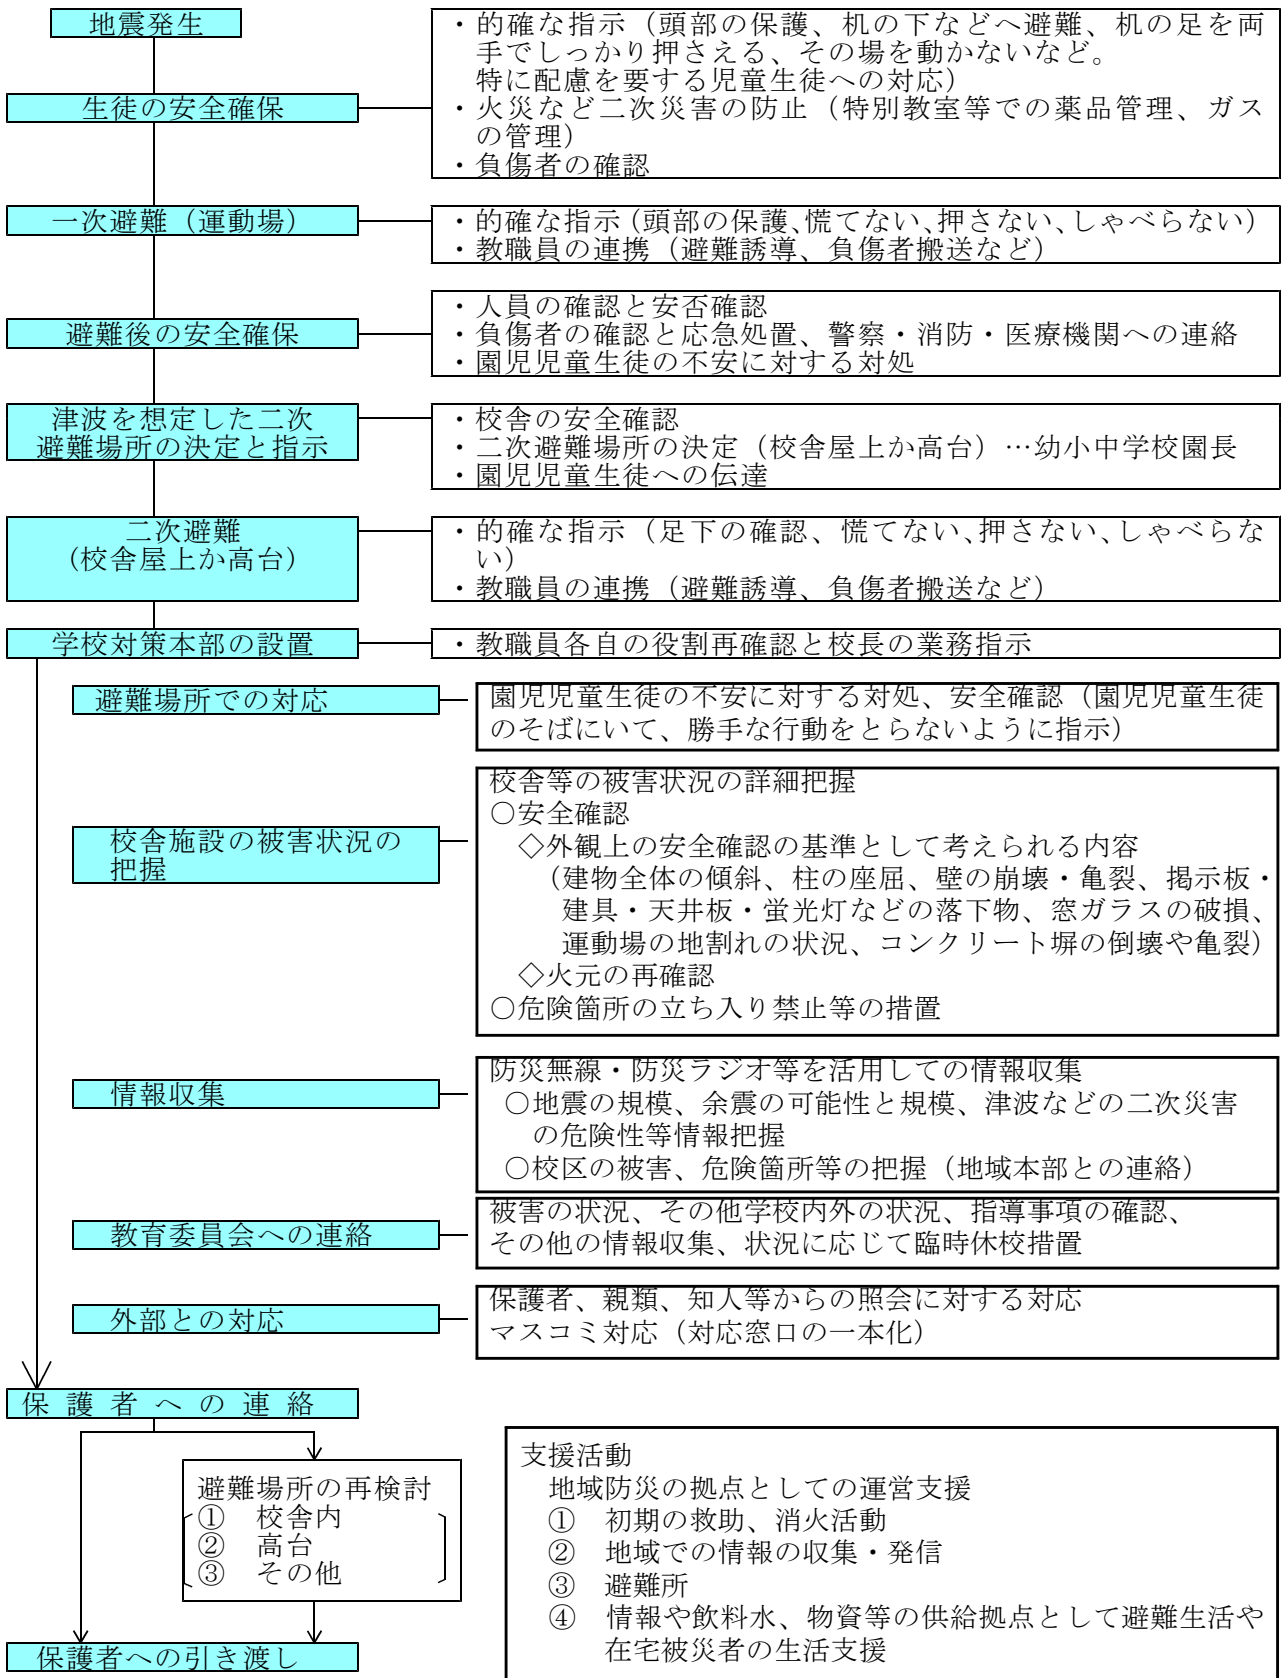 地震発生
・的確な指示（頭部の保護、机の下などへ避難、机の足を両
手でしっかり押さえる、その場を動かないなど。
特に配慮を要する児童生徒への対応）
生徒の安全確保
・火災など二次災害の防止（特別教室等での薬品管理、ガス
の管理）
・負傷者の確認
一次避難（運動場）
・的確な指示（頭部の保護、慌てない、押さない、しゃべらない）
・教職員の連携（避難誘導、負傷者搬送など）
避難後の安全確保
・人員の確認と安否確認
・負傷者の確認と応急処置、警察・消防・医療機関への連絡
・園児児童生徒の不安に対する対処
津波を想定した二次
避難場所の決定と指示
・校舎の安全確認
・二次避難場所の決定（校舎屋上か高台）…幼小中学校園長
・園児児童生徒への伝達
二次避難
（校舎屋上か高台）
・的確な指示（足下の確認、慌てない、押さない、しゃべらな
い）
・教職員の連携（避難誘導、負傷者搬送など）
学校対策本部の設置
・教職員各自の役割再確認と校長の業務指示
避難場所での対応
園児児童生徒の不安に対する対処、安全確認（園児児童生徒
のそばにいて、勝手な行動をとらないように指示）
校舎施設の被害状況の
把握
校舎等の被害状況の詳細把握
○安全確認
◇外観上の安全確認の基準として考えられる内容
（建物全体の傾斜、柱の座屈、壁の崩壊・亀裂、掲示板・
建具・天井板・蛍光灯などの落下物、窓ガラスの破損、
運動場の地割れの状況、コンクリート塀の倒壊や亀裂）
◇火元の再確認
○危険箇所の立ち入り禁止等の措置
情報収集
防災無線・防災ラジオ等を活用しての情報収集
○地震の規模、余震の可能性と規模、津波などの二次災害
の危険性等情報把握
○校区の被害、危険箇所等の把握（地域本部との連絡）
教育委員会への連絡
被害の状況、その他学校内外の状況、指導事項の確認、
その他の情報収集、状況に応じて臨時休校措置
外部との対応
保護者、親類、知人等からの照会に対する対応
マスコミ対応（対応窓口の一本化）
保護者への連絡
避難場所の再検討
① 校舎内
② 高台
③ その他
保護者への引き渡し
支援活動
地域防災の拠点としての運営支援
① 初期の救助、消火活動
② 地域での情報の収集・発信
③ 避難所
④ 情報や飲料水、物資等の供給拠点として避難生活や
在宅被災者の生活支援